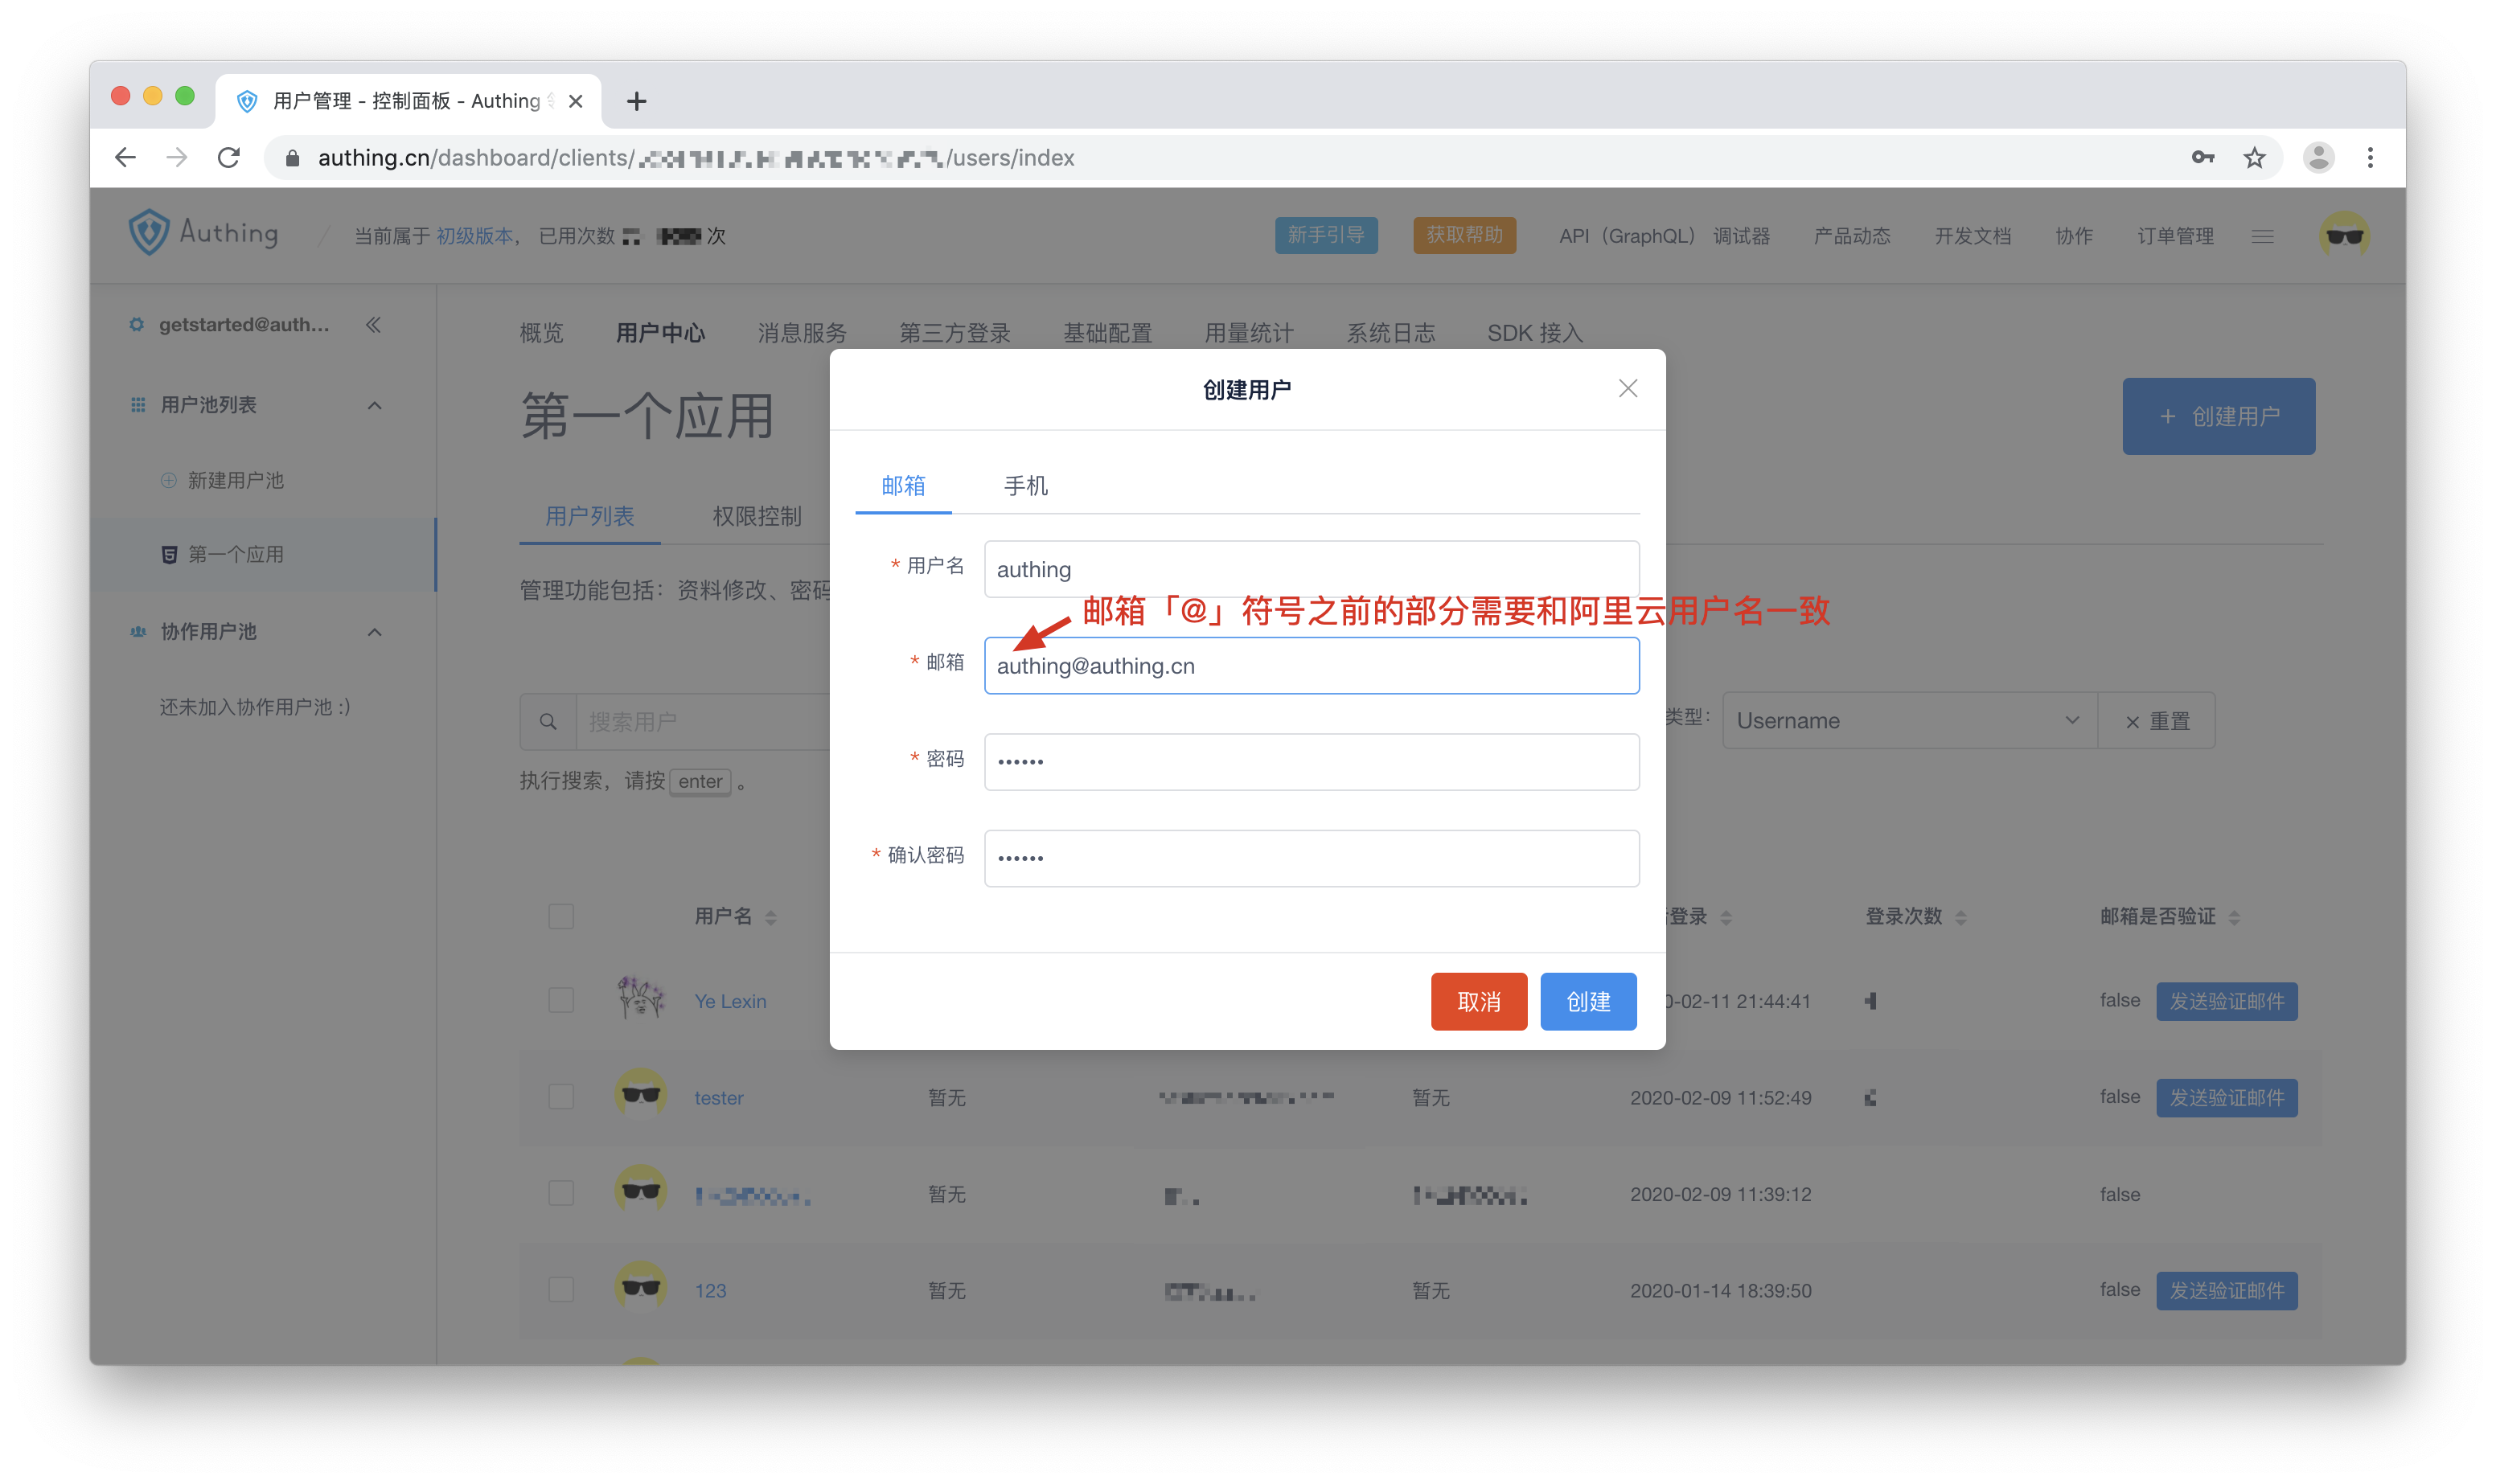 用户管理 - 控制面板 - Authing
authing.cn/dashboard/clients/ /users/index
Authing / 当前属于 初级版本， 已用次数 次
新手引导 获取帮助 API（GraphQL） 调试器 产品动态 开发文档 协作 订单管理
getstarted@auth...
用户池列表
新建用户池
第一个应用
协作用户池
还未加入协作用户池 :)
概览 用户中心 消息服务 第三方登录 基础配置 用量统计 系统日志 SDK 接入
第一个应用
+ 创建用户
用户列表 权限控制
管理功能包括：资料修改、密码
搜索用户
类型： Username × 重置
执行搜索，请按 enter 。
创建用户
邮箱 手机
* 用户名 authing
邮箱「@」符号之前的部分需要和阿里云用户名一致
* 邮箱 authing@authing.cn
* 密码 ••••••
* 确认密码 ••••••
取消 创建
用户名 登录 登录次数 邮箱是否验证
Ye Lexin 0-02-11 21:44:41 false 发送验证邮件
tester 暂无 暂无 2020-02-09 11:52:49 false 发送验证邮件
暂无 2020-02-09 11:39:12 false
123 暂无 暂无 2020-01-14 18:39:50 false 发送验证邮件